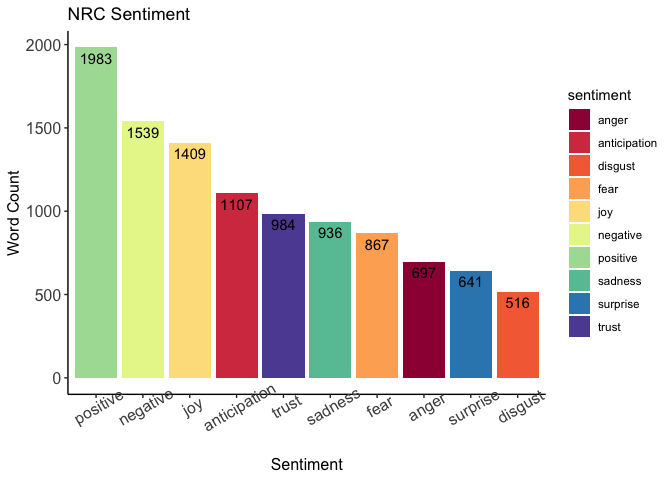 NRC Sentiment
2000
1500
1000
500
0
Word Count
1983
1539
1409
1107
984
936
867
697
641
516
positive
negative
joy
anticipation
trust
sadness
fear
anger
surprise
disgust
Sentiment
sentiment
anger
anticipation
disgust
fear
joy
negative
positive
sadness
surprise
trust